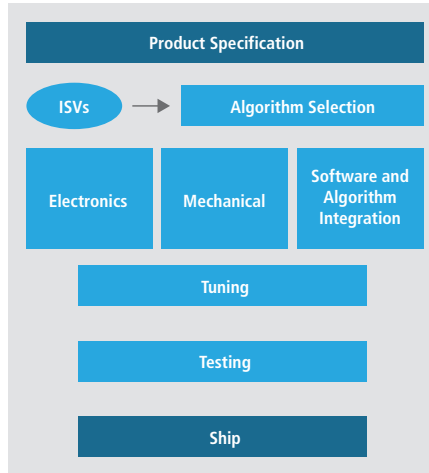 Product Specification
ISVs
Algorithm Selection
Electronics
Mechanical
Software and
Algorithm
Integration
Tuning
Testing
Ship